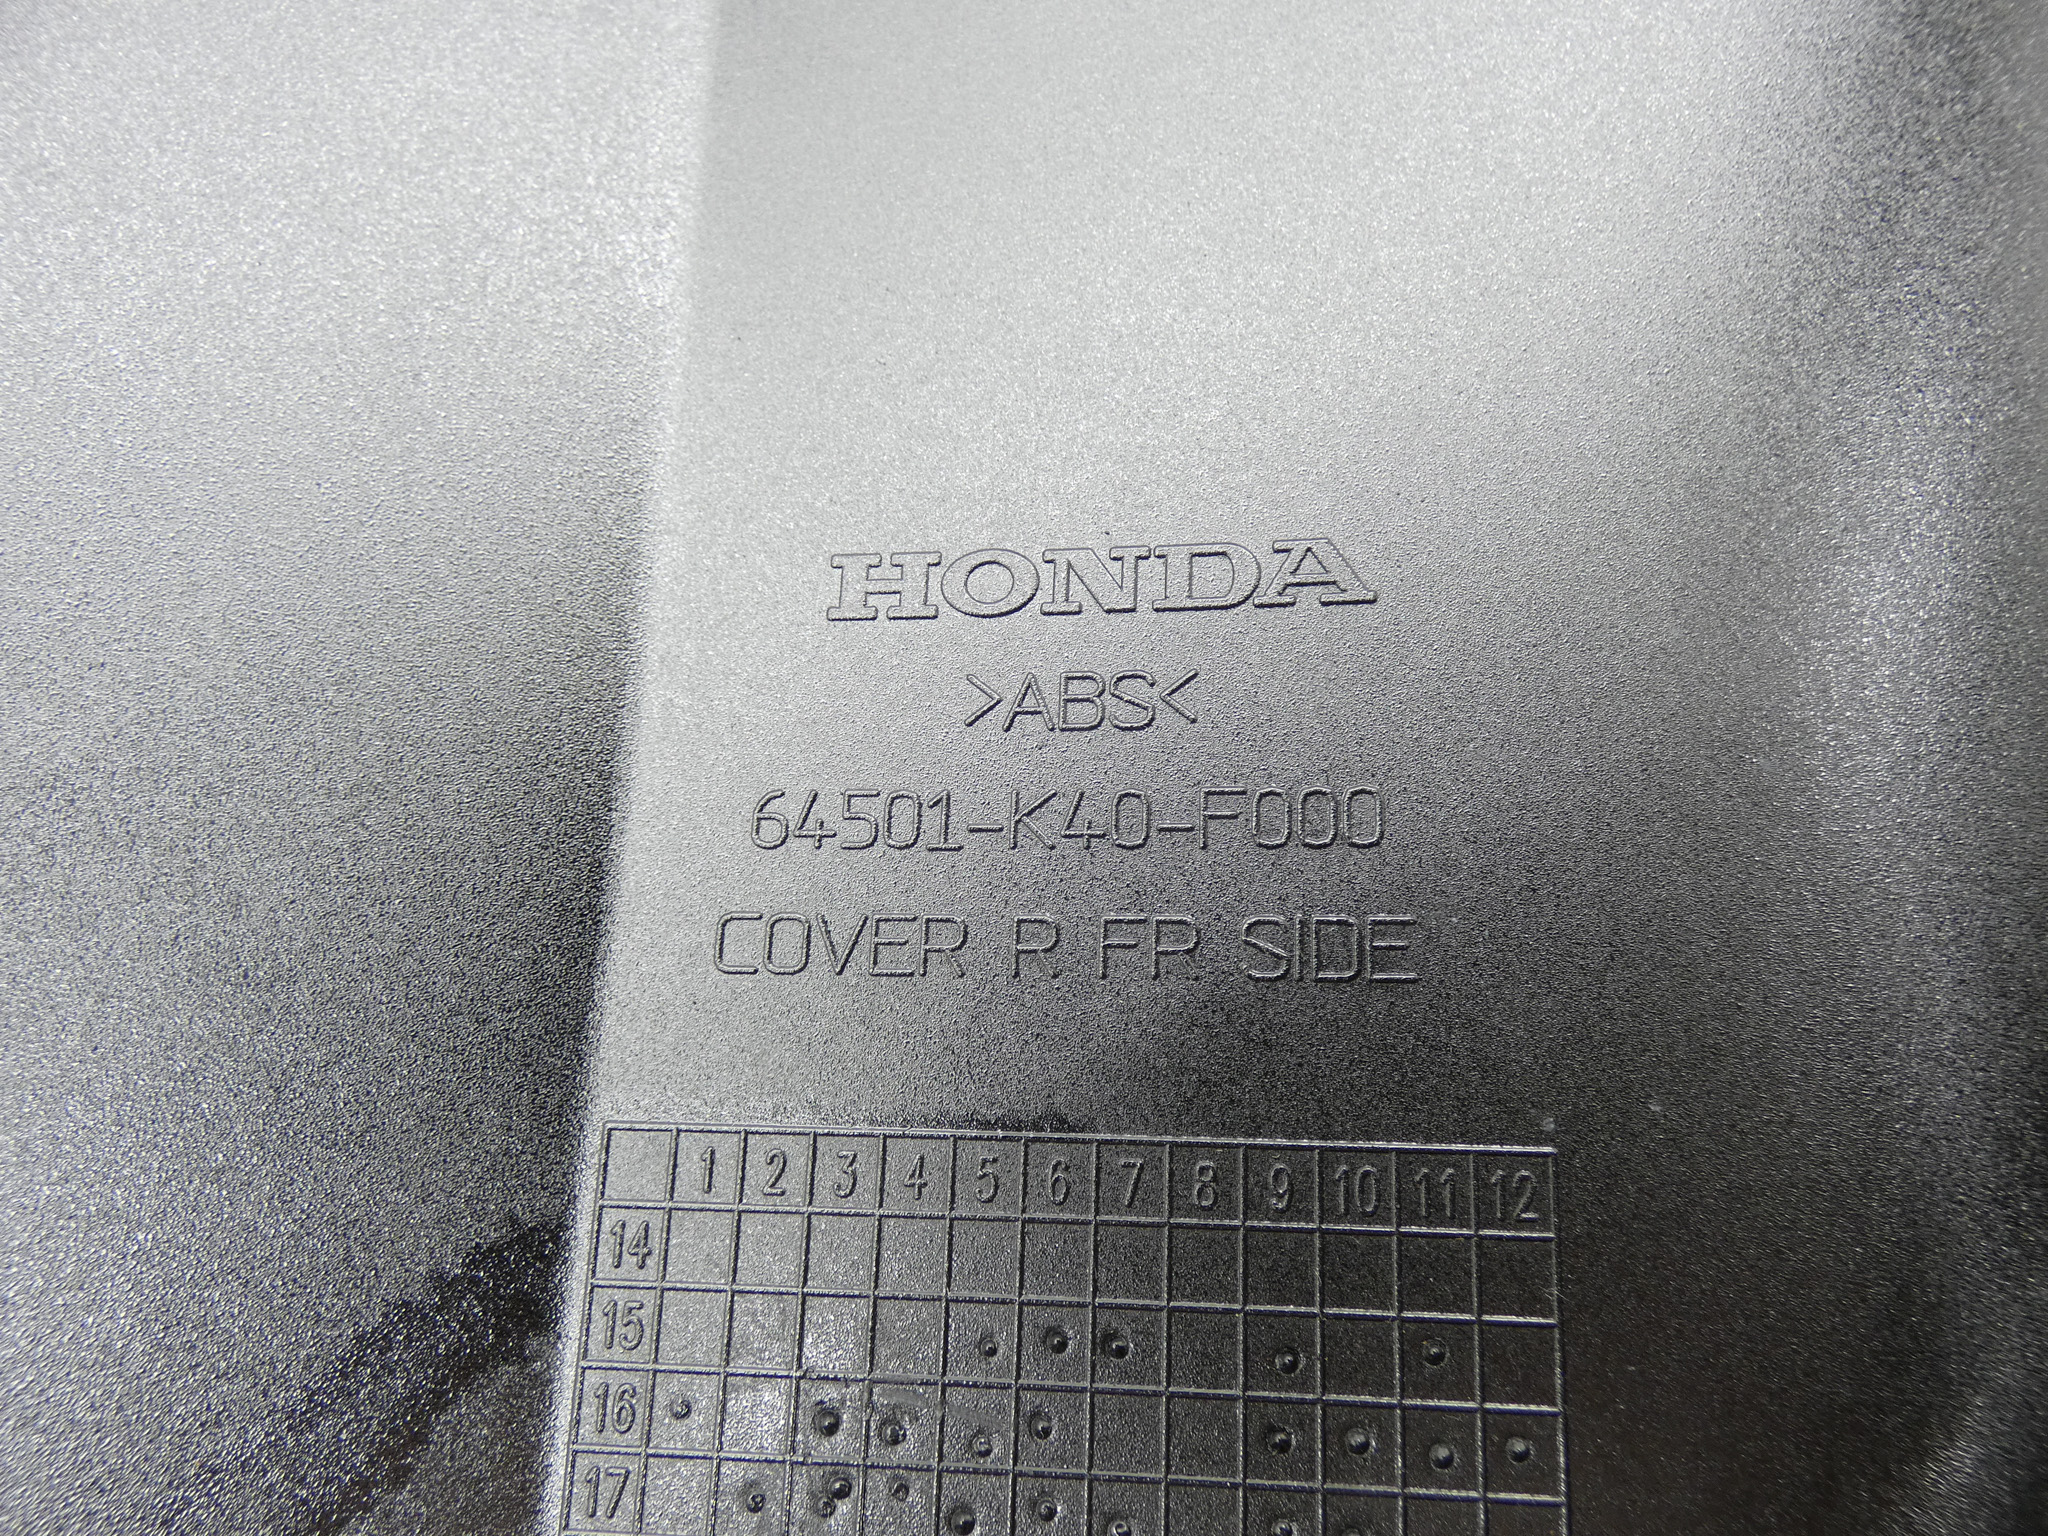 HONDA
>ABS<
64501-K40-F000
COVER R FR SIDE
1 2 3 4 5 6 7 8 9 10 11 12
14
15
16
17